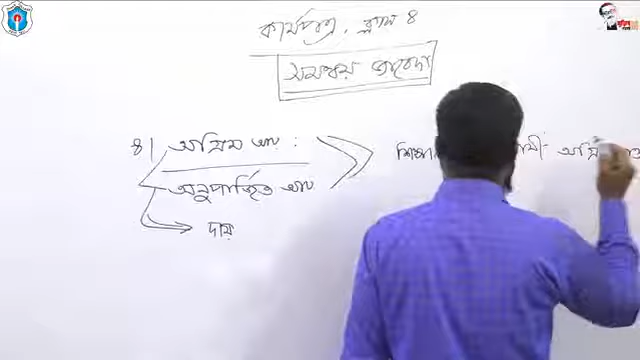 কার্যপত্র, ক্লাস ৪
সমন্বয় জাবেদা
৪| অগ্রিম আয় :
অনুপার্জিত আয়
দায়